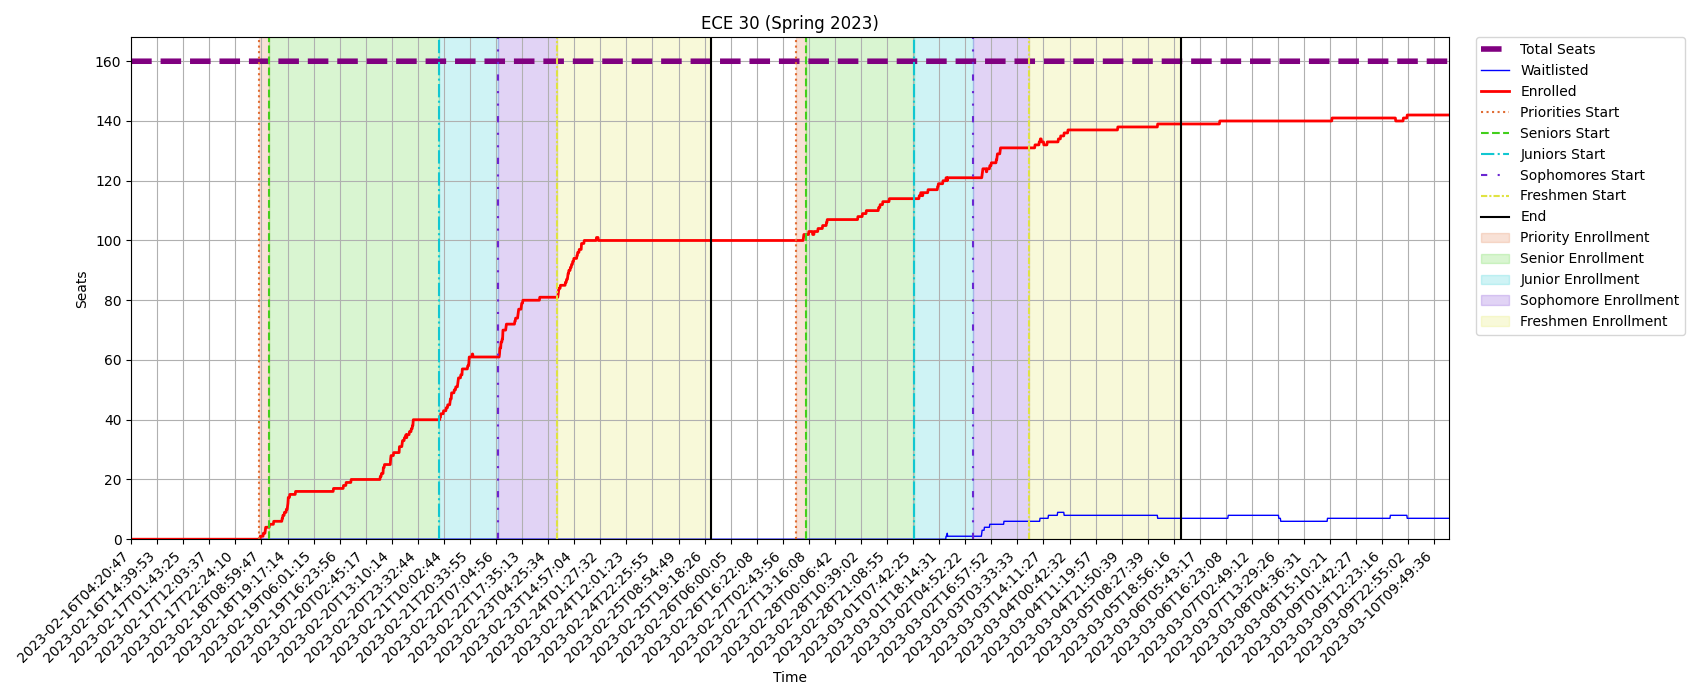 ECE 30 (Spring 2023)
Seats
160
140
120
100
80
60
40
20
0
2023-02-16T04:20:47
2023-02-16T14:39:53
2023-02-17T01:43:25
2023-02-17T12:03:37
2023-02-17T22:24:10
2023-02-18T08:59:47
2023-02-18T19:17:14
2023-02-19T06:01:15
2023-02-19T16:23:56
2023-02-20T02:45:17
2023-02-20T13:10:14
2023-02-20T23:32:44
2023-02-21T10:02:44
2023-02-21T20:33:55
2023-02-22T07:04:56
2023-02-22T17:35:13
2023-02-23T04:25:34
2023-02-23T14:57:04
2023-02-24T01:27:32
2023-02-24T12:01:23
2023-02-24T22:25:55
2023-02-25T08:54:49
2023-02-25T19:18:26
2023-02-26T06:00:05
2023-02-26T16:22:08
2023-02-27T02:43:56
2023-02-27T13:16:08
2023-02-28T00:06:42
2023-02-28T10:39:02
2023-02-28T21:08:55
2023-03-01T07:42:25
2023-03-01T18:14:31
2023-03-02T04:52:22
2023-03-02T16:57:52
2023-03-03T03:33:33
2023-03-03T14:11:27
2023-03-04T00:42:32
2023-03-04T11:19:57
2023-03-04T21:50:39
2023-03-05T08:27:39
2023-03-05T18:56:16
2023-03-06T05:43:17
2023-03-06T16:23:08
2023-03-07T02:49:12
2023-03-07T13:29:26
2023-03-08T04:36:31
2023-03-08T15:10:21
2023-03-09T01:42:27
2023-03-09T12:23:16
2023-03-09T22:55:02
2023-03-10T09:49:36
Time
Total Seats
Waitlisted
Enrolled
Priorities Start
Seniors Start
Juniors Start
Sophomores Start
Freshmen Start
End
Priority Enrollment
Senior Enrollment
Junior Enrollment
Sophomore Enrollment
Freshmen Enrollment